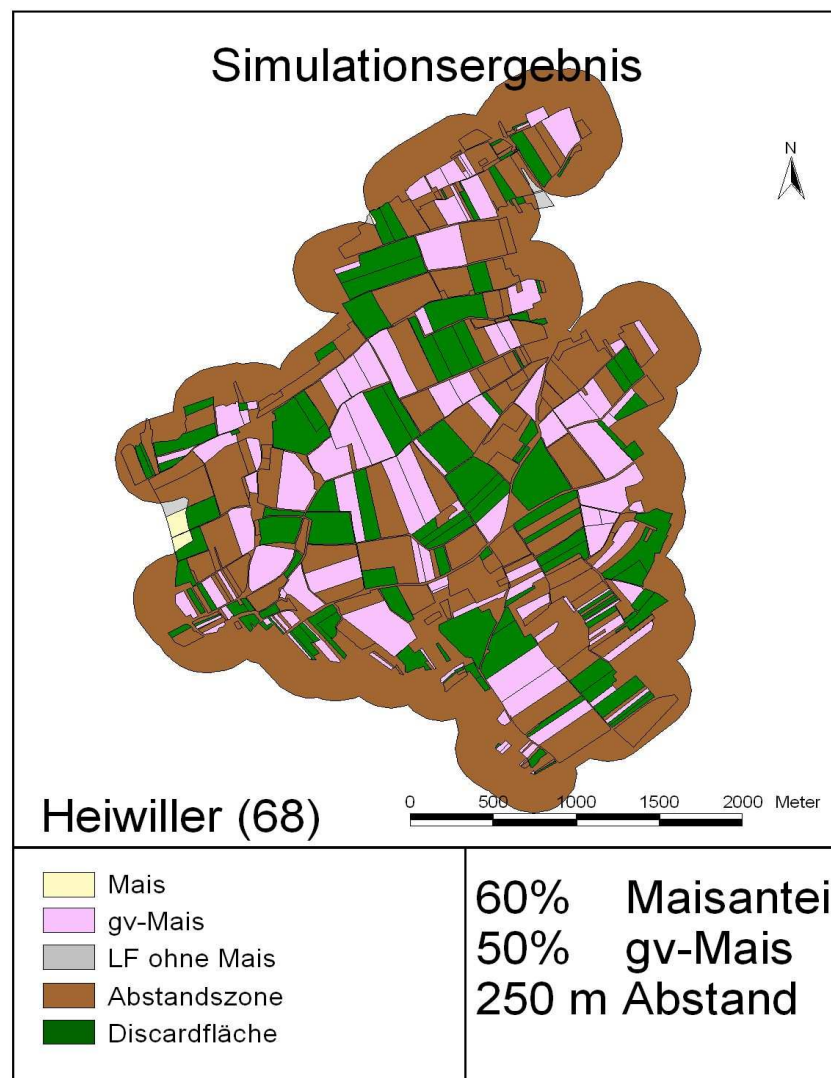 Simulationsergebnis
N
Heiwiller (68)
0 500 1000 1500 2000 Meter
Mais
gv-Mais
LF ohne Mais
Abstandszone
Discardfläche
60% Maisantei
50% gv-Mais
250 m Abstand